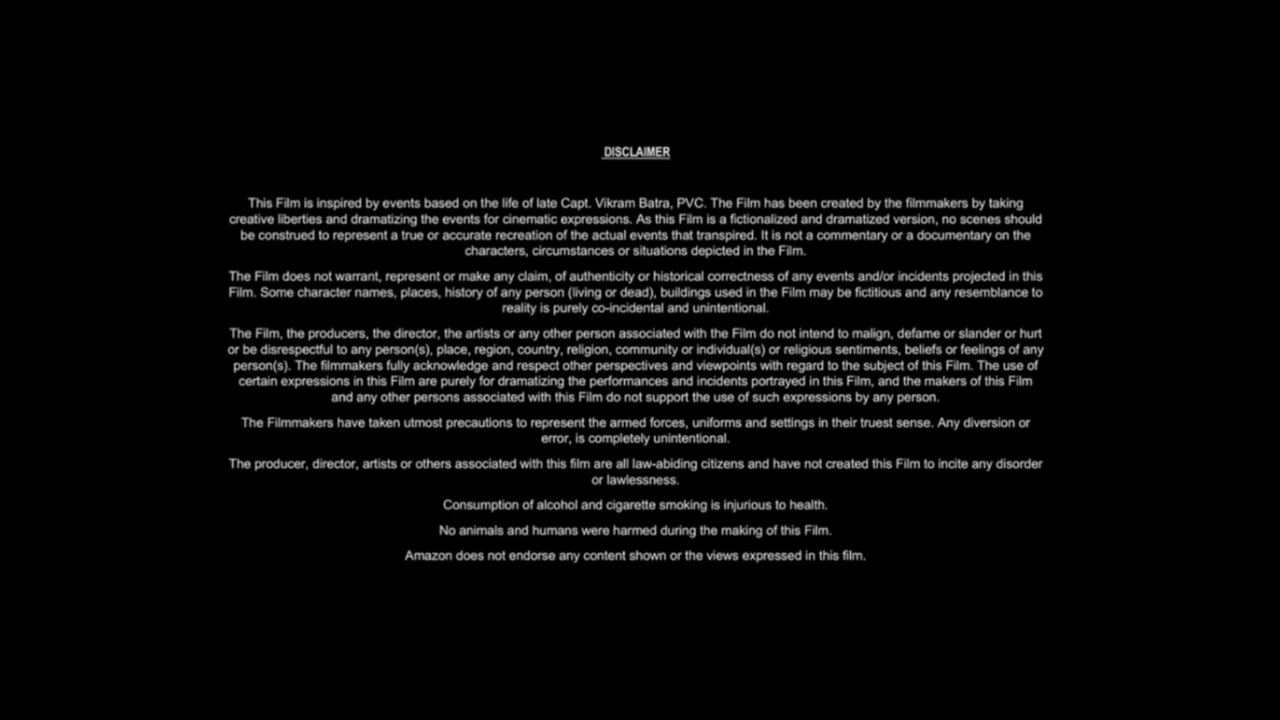 DISCLAIMER
This Film is inspired by events based on the life of late Capt. Vikram Batra, PVC. The Film has been created by the filmmakers by taking
creative liberties and dramatizing the events for cinematic expressions. As this Film is a fictionalized and dramatized version, no scenes should
be construed to represent a true or accurate recreation of the actual events that transpired. It is not a commentary or a documentary on the
characters, circumstances or situations depicted in the Film.
The Film does not warrant, represent or make any claim, of authenticity or historical correctness of any events and/or incidents projected in this
Film. Some character names, places, history of any person (living or dead), buildings used in the Film may be fictitious and any resemblance to
reality is purely co-incidental and unintentional.
The Film, the producers, the director, the artists or any other person associated with the Film do not intend to malign, defame or slander or hurt
or be disrespectful to any person(s), place, region, country, religion, community or individual(s) or religious sentiments, beliefs or feelings of any
person(s). The filmmakers fully acknowledge and respect other perspectives and viewpoints with regard to the subject of this Film. The use of
certain expressions in this Film are purely for dramatizing the performances and incidents portrayed in this Film, and the makers of this Film
and any other persons associated with this Film do not support the use of such expressions by any person.
The Filmmakers have taken utmost precautions to represent the armed forces, uniforms and settings in their truest sense. Any diversion or
error, is completely unintentional.
The producer, director, artists or others associated with this film are all law-abiding citizens and have not created this Film to incite any disorder
or lawlessness.
Consumption of alcohol and cigarette smoking is injurious to health.
No animals and humans were harmed during the making of this Film.
Amazon does not endorse any content shown or the views expressed in this film.